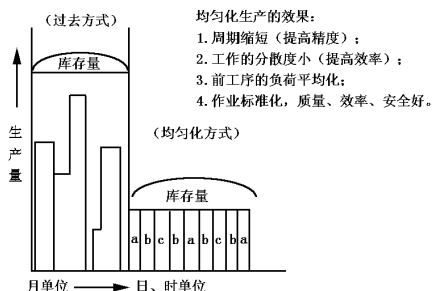 （过去方式）
库存量
生产量
均匀化生产的效果：
1.周期缩短（提高精度）；
2.工作的分散度小（提高效率）；
3.前工序的负荷平均化；
4.作业标准化，质量、效率、安全好。
（均匀化方式）
库存量
a b c b a b c b a
月单位 日、时单位